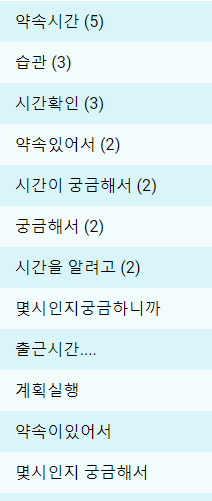 약속시간 (5)
습관 (3)
시간확인 (3)
약속있어서 (2)
시간이 궁금해서 (2)
궁금해서 (2)
시간을 알려고 (2)
몇시인지궁금하니까
출근시간....
계획실행
약속이있어서
몇시인지 궁금해서